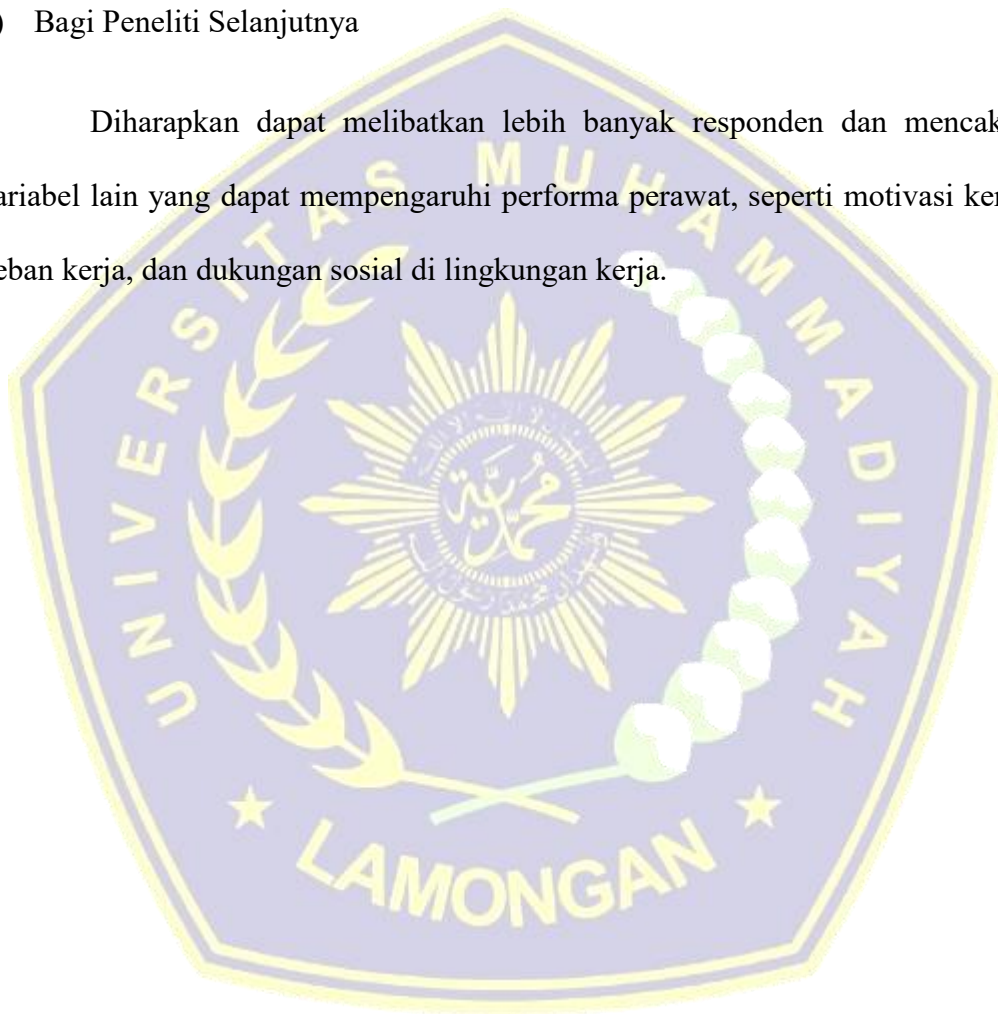 ) Bagi Peneliti Selanjutnya
Diharapkan dapat melibatkan lebih banyak responden dan mencak
ariabel lain yang dapat mempengaruhi performa perawat, seperti motivasi ker
eban kerja, dan dukungan sosial di lingkungan kerja.
UNIVERSITAS MUHAMMADIYAH
محمدية
LAMONGAN